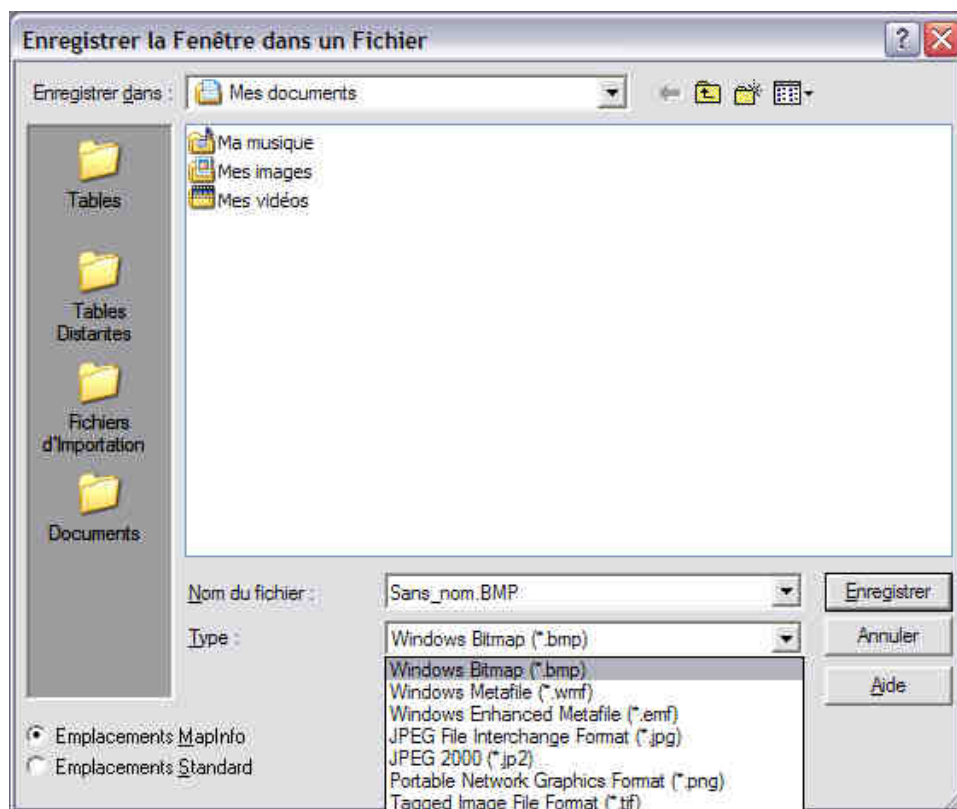 Enregistrer la Fenêtre dans un Fichier
Enregistrer dans :
Mes documents
Ma musique
Mes images
Mes vidéos
Tables
Tables
Distantes
Fichiers
d'Importation
Documents
Nom du fichier :
Sans_nom.BMP
Enregistrer
Type :
Windows Bitmap (*.bmp)
Annuler
Windows Bitmap (*.bmp)
Windows Metafile (*.wmf)
Windows Enhanced Metafile (*.emf)
JPEG File Interchange Format (*.jpg)
JPEG 2000 (*.jp2)
Portable Network Graphics Format (*.png)
Tagged Image File Format (*.tif)
Aide
Emplacements MapInfo
Emplacements Standard